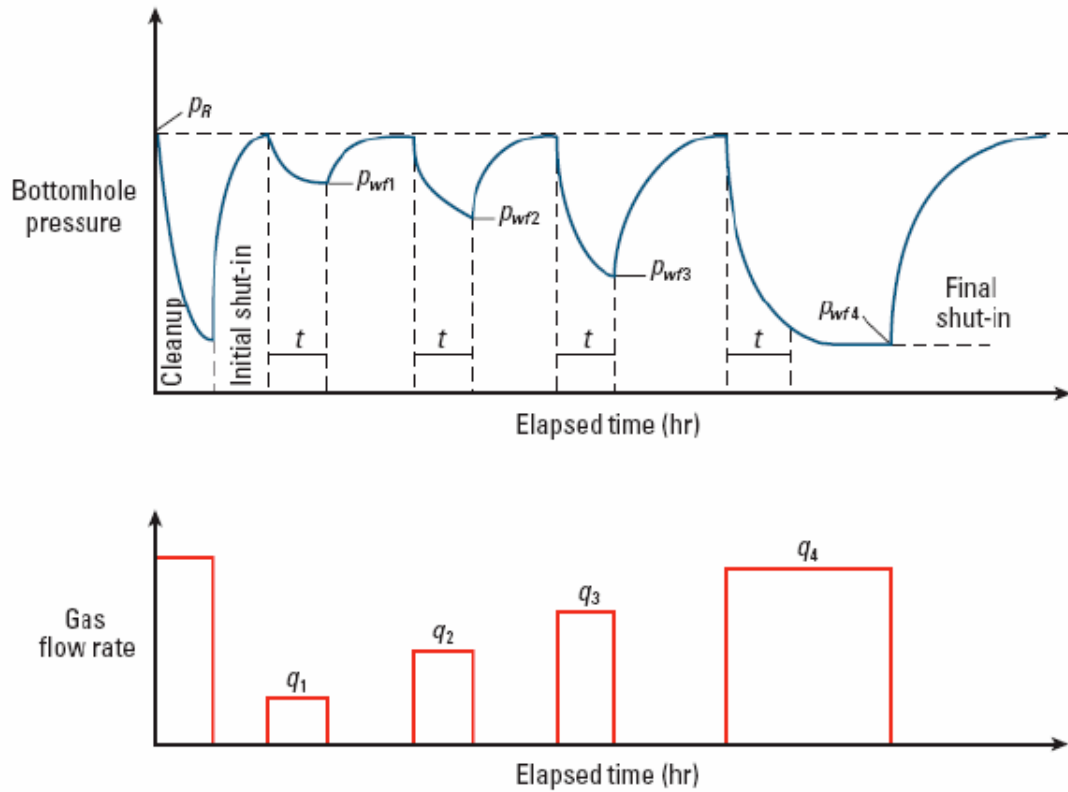 p_R
Bottomhole
pressure
p_wf1
p_wf2
p_wf3
p_wf4
Final
shut-in
Cleanup
Initial shut-in
t
t
t
t
Elapsed time (hr)
Gas
flow rate
q_1
q_2
q_3
q_4
Elapsed time (hr)